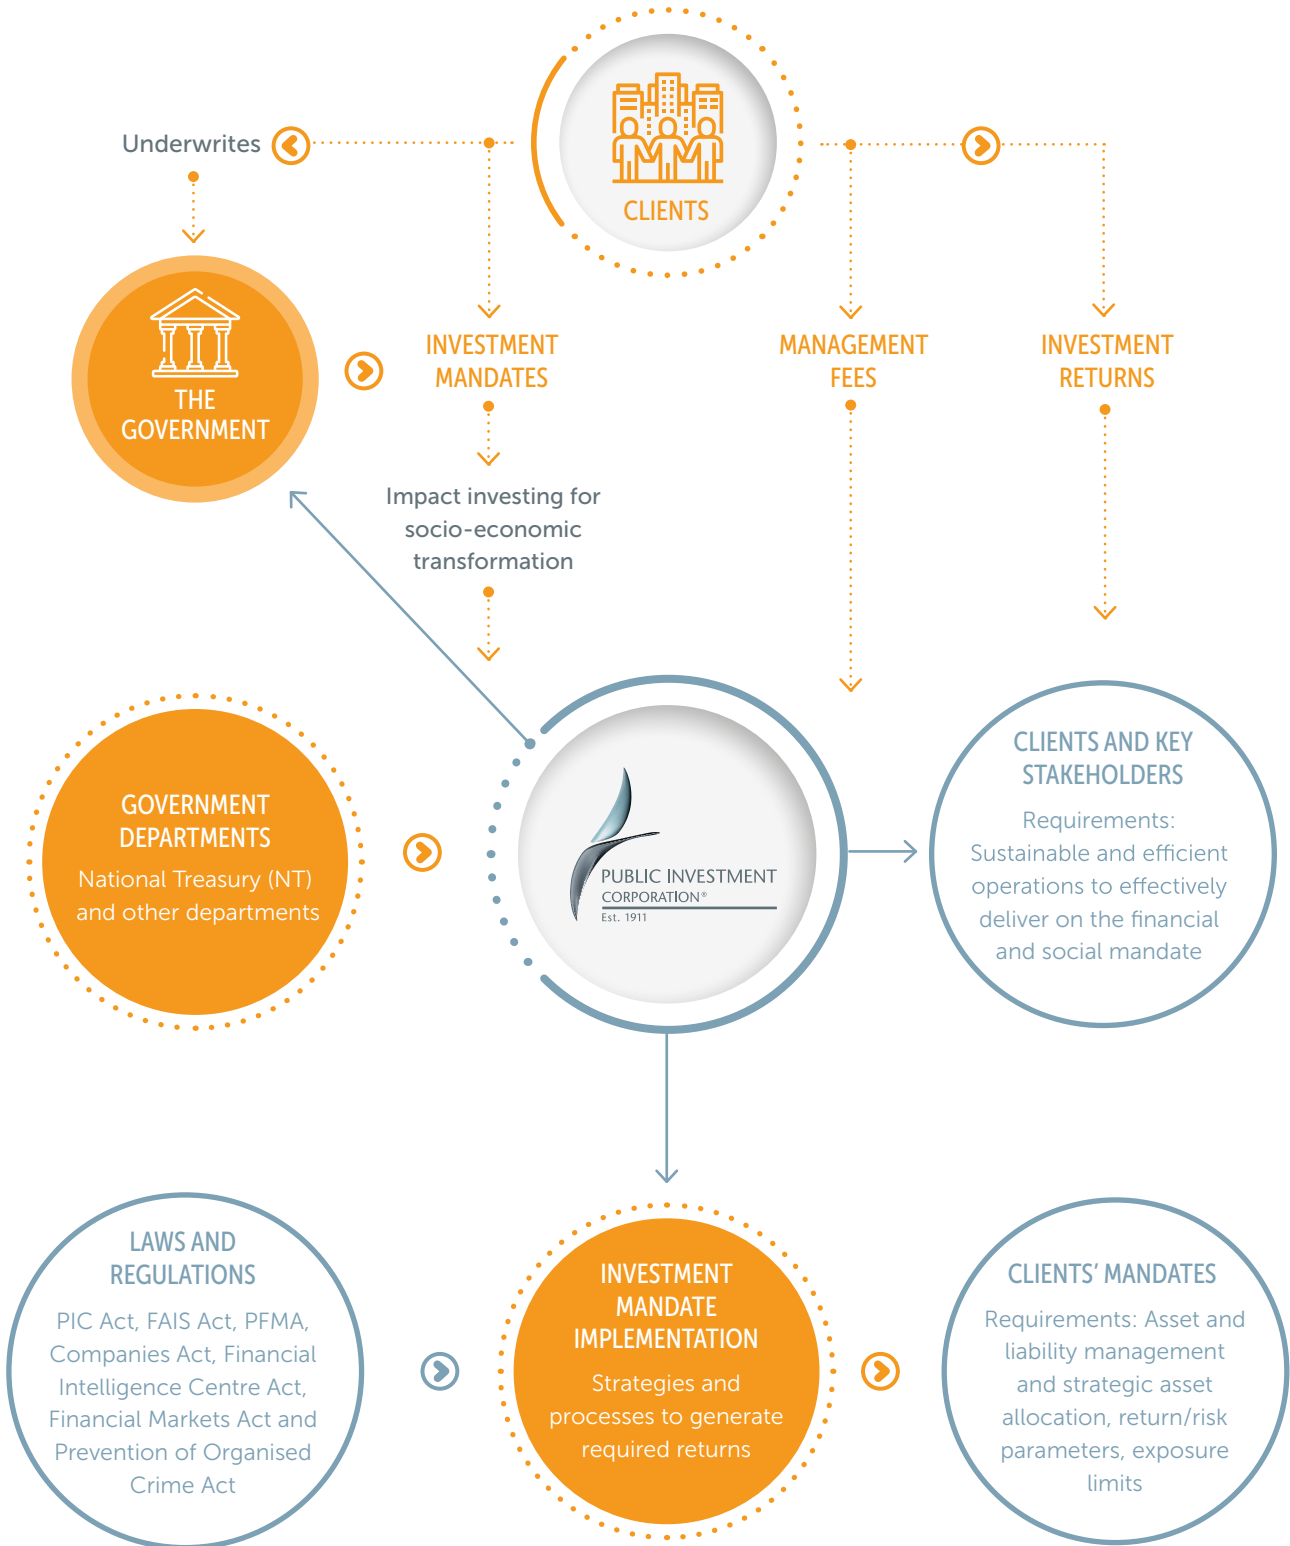 CLIENTS
Underwrites
THE
GOVERNMENT
INVESTMENT
MANDATES
MANAGEMENT
FEES
INVESTMENT
RETURNS
Impact investing for
socio-economic
transformation
GOVERNMENT
DEPARTMENTS
National Treasury (NT)
and other departments
PUBLIC INVESTMENT
CORPORATION®
Est. 1911
CLIENTS AND KEY
STAKEHOLDERS
Requirements:
Sustainable and efficient
operations to effectively
deliver on the financial
and social mandate
LAWS AND
REGULATIONS
PIC Act, FAIS Act, PFMA,
Companies Act, Financial
Intelligence Centre Act,
Financial Markets Act and
Prevention of Organised
Crime Act
INVESTMENT
MANDATE
IMPLEMENTATION
Strategies and
processes to generate
required returns
CLIENTS’ MANDATES
Requirements: Asset and
liability management
and strategic asset
allocation, return/risk
parameters, exposure
limits